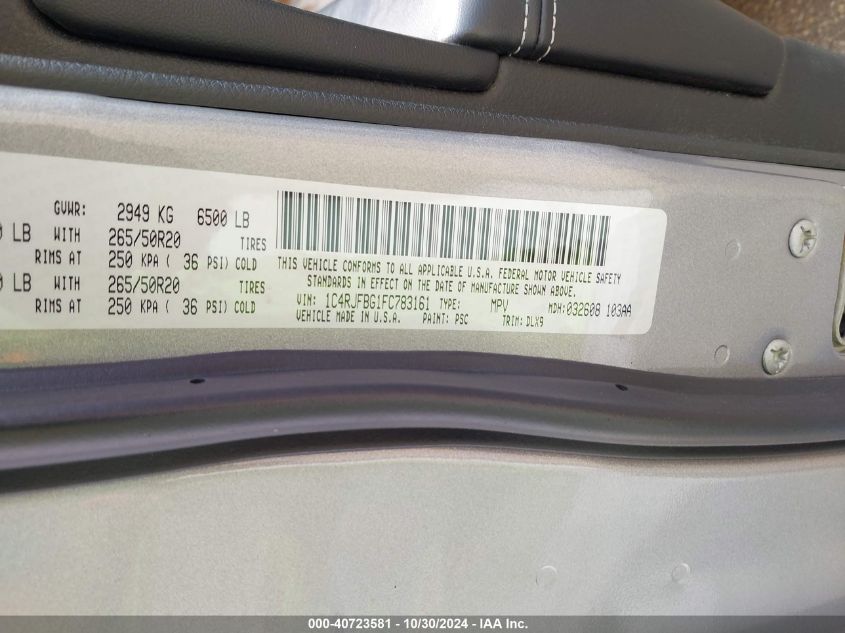 GVWR: 2949 KG 6500 LB
LB WITH 265/50R20 TIRES
RIMS AT 250 KPA ( 36 PSI) COLD
LB WITH 265/50R20 TIRES
RIMS AT 250 KPA ( 36 PSI) COLD
THIS VEHICLE CONFORMS TO ALL APPLICABLE U.S.A. FEDERAL MOTOR VEHICLE SAFETY
STANDARDS IN EFFECT ON THE DATE OF MANUFACTURE SHOWN ABOVE.
VIN: 1C4RJFBG1FC783161 TYPE: MPV MDH:032608 103AA
VEHICLE MADE IN U.S.A. PAINT: PSC TRIM: DLX9
000-40723581 - 10/30/2024 - IAA Inc.